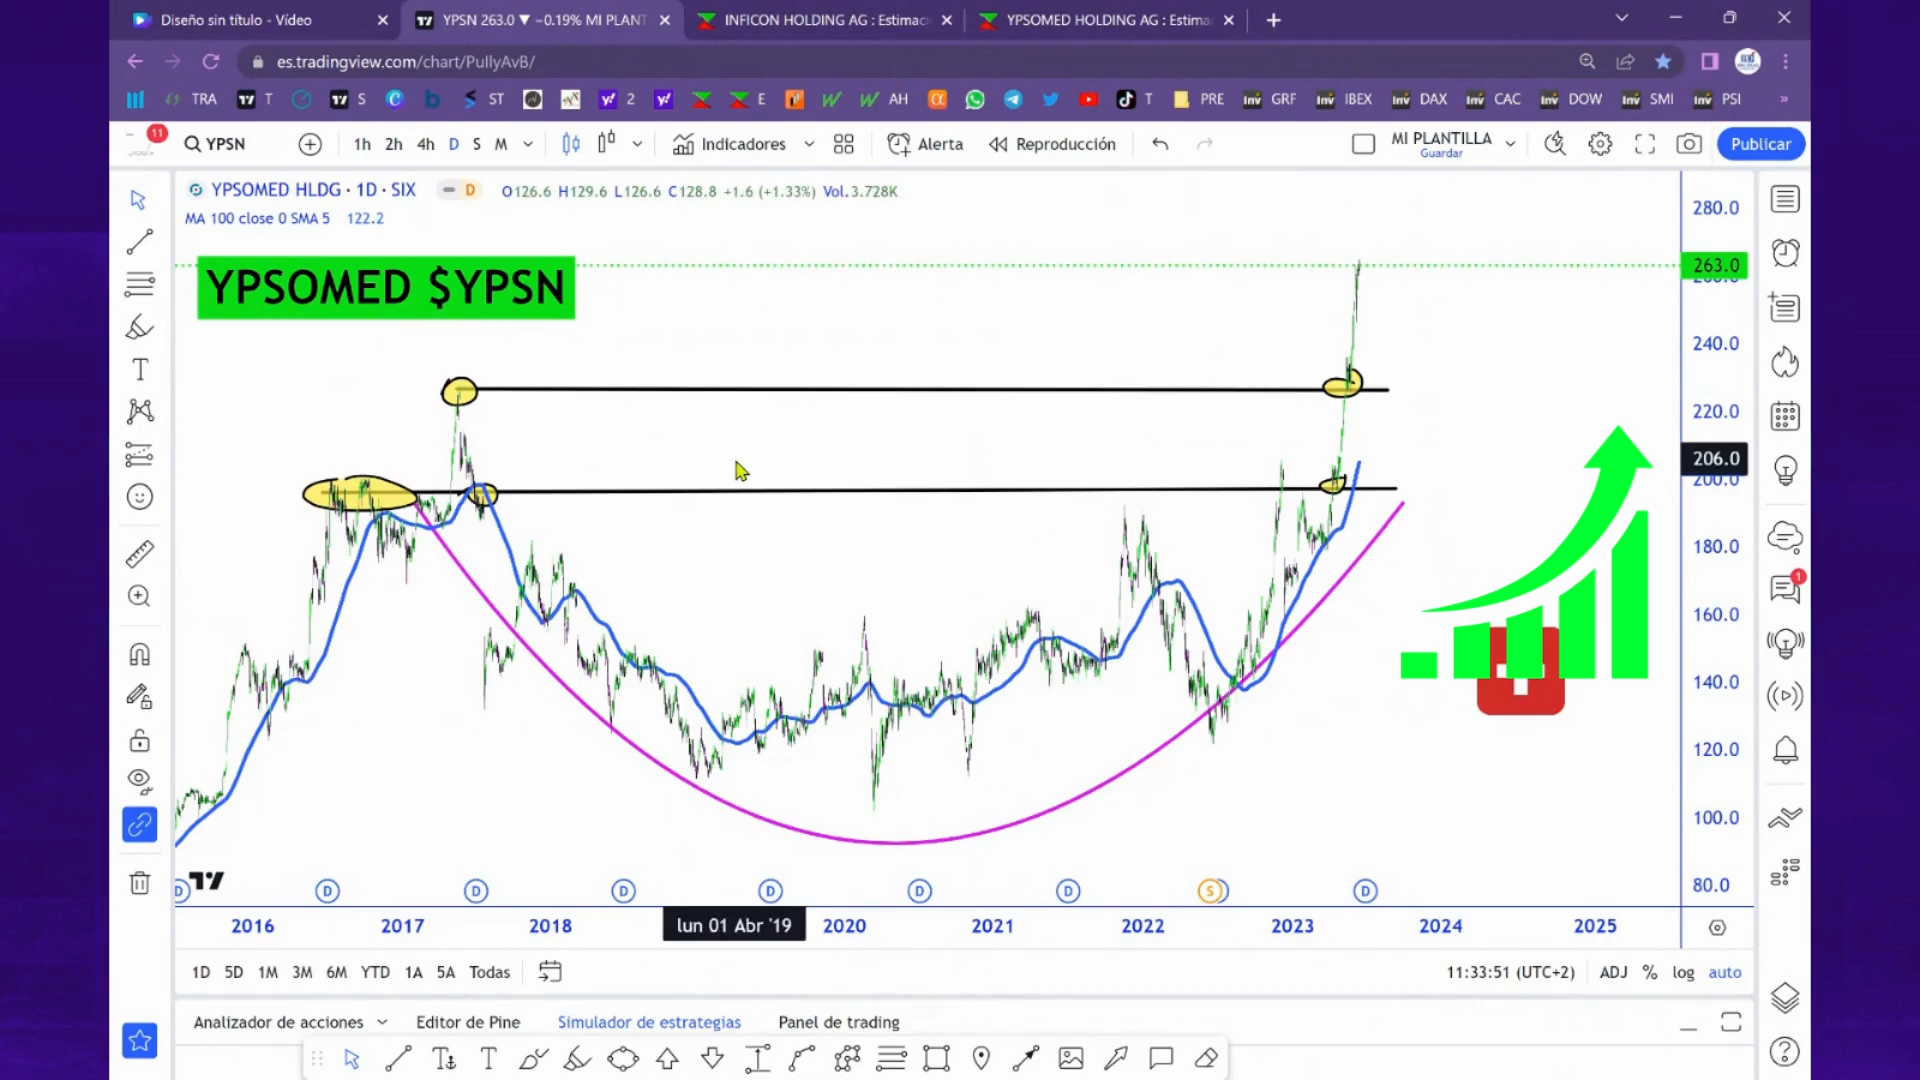 Diseño sin título - Vídeo
YPSN 263.0 ▼ −0.19% MI PLANT
INFICON HOLDING AG : Estimaci
YPSOMED HOLDING AG : Estima
es.tradingview.com/chart/PullyAvB/
TRA T S ST 2 E AH T PRE GRF IBEX DAX CAC DOW SMI PSI »
11
YPSN
1h 2h 4h D S M
Indicadores
Alerta
Reproducción
MI PLANTILLA
Guardar
Publicar
YPSOMED HLDG · 1D · SIX
D
O126.6 H129.6 L126.6 C128.8 +1.6 (+1.33%) Vol. 3.728K
MA 100 close 0 SMA 5 122.2
YPSOMED $YPSN
280.0
263.0
240.0
220.0
206.0
200.0
180.0
160.0
140.0
120.0
100.0
80.0
1
D D D D D D D S D
2016 2017 2018 lun 01 Abr '19 2020 2021 2022 2023 2024 2025
1D 5D 1M 3M 6M YTD 1A 5A Todas
11:33:51 (UTC+2) ADJ % log auto
Analizador de acciones
Editor de Pine
Simulador de estrategias
Panel de trading